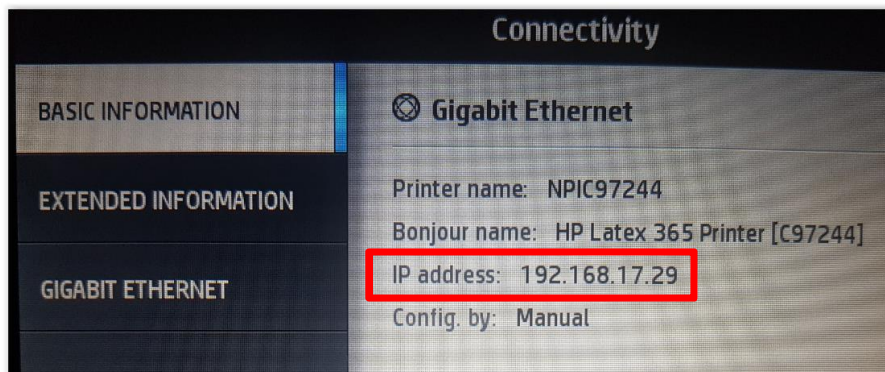 Connectivity
BASIC INFORMATION
EXTENDED INFORMATION
GIGABIT ETHERNET
Gigabit Ethernet
Printer name: NPIC97244
Bonjour name: HP Latex 365 Printer [C97244]
IP address: 192.168.17.29
Config. by: Manual